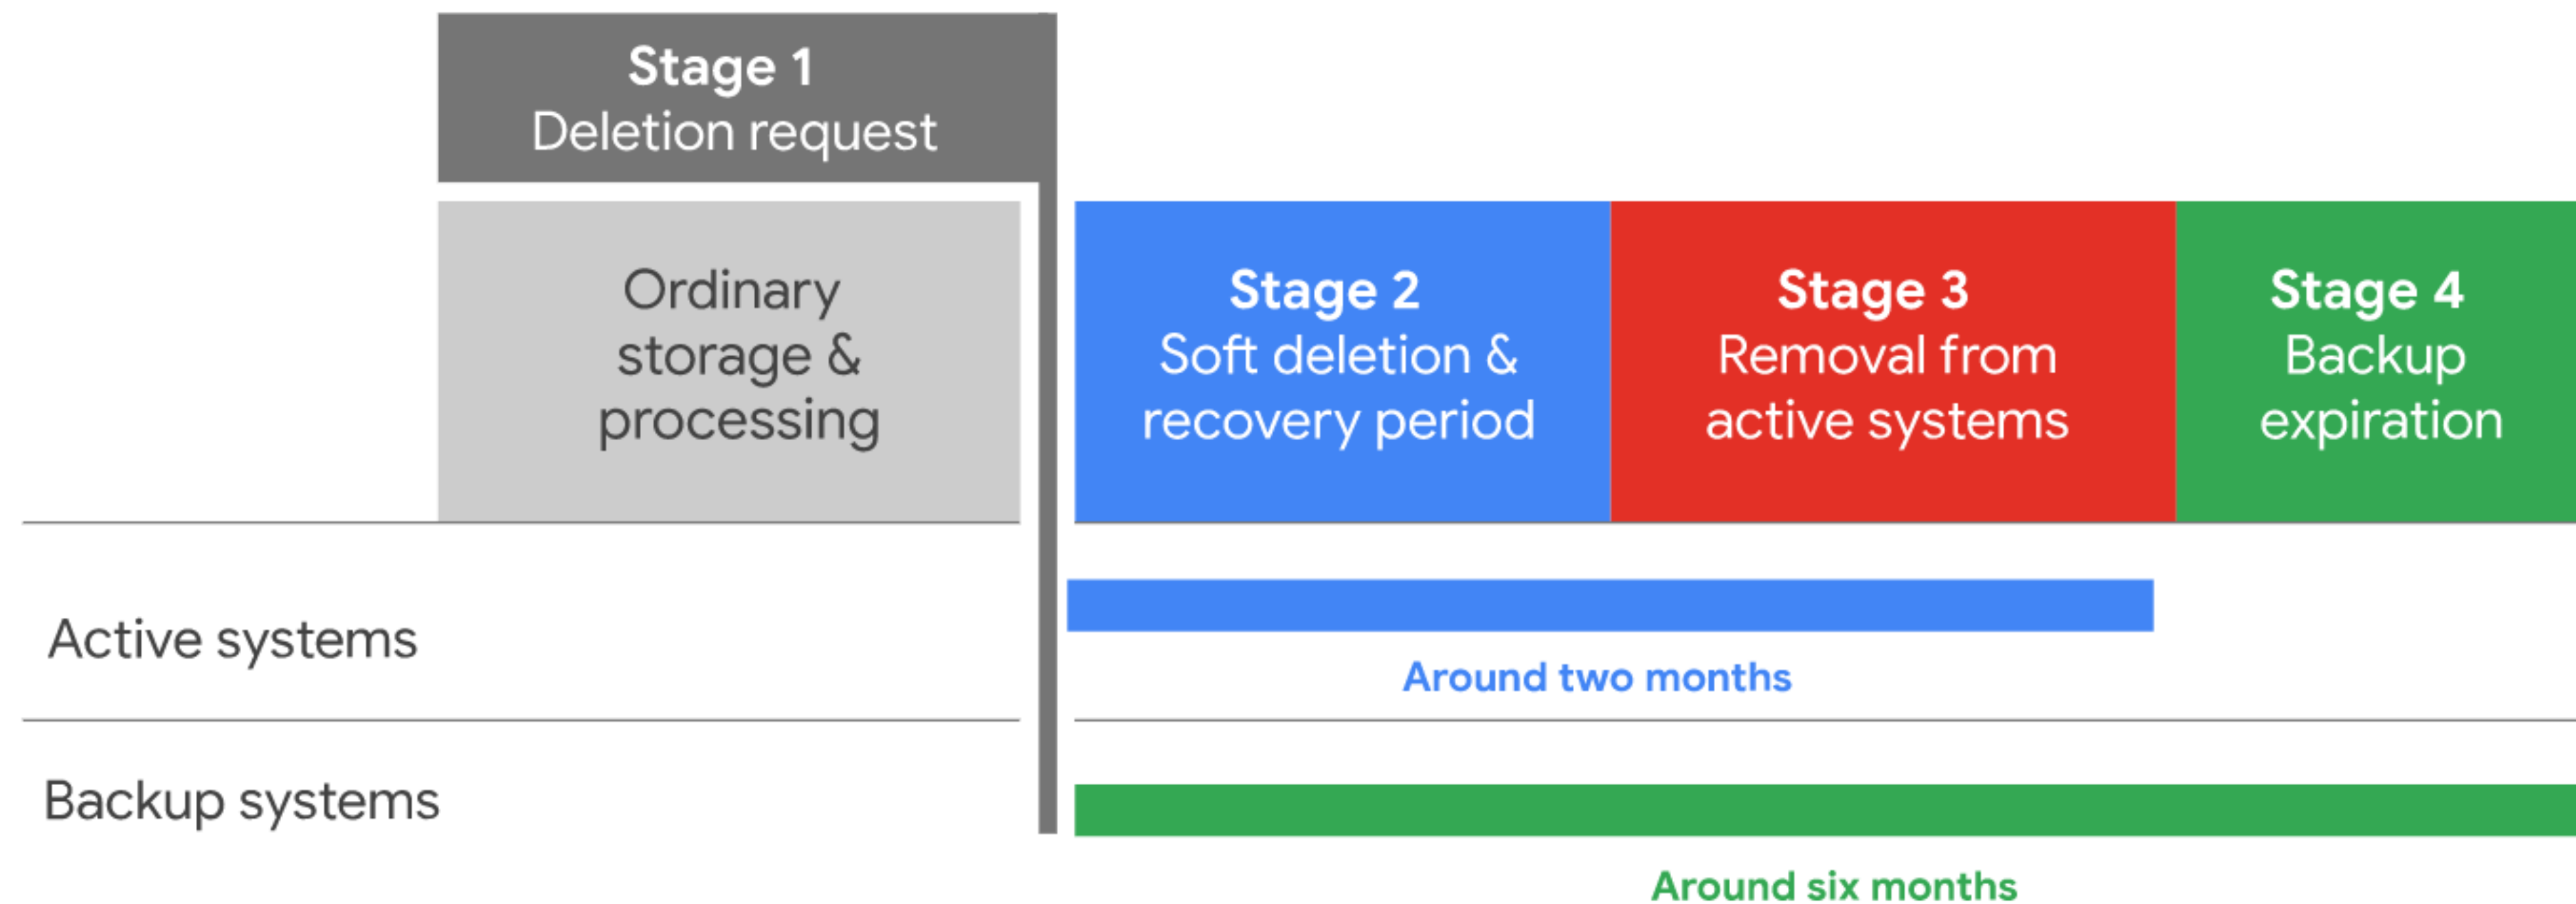 Stage 1
Deletion request
Ordinary
storage &
processing
Stage 2
Soft deletion &
recovery period
Stage 3
Removal from
active systems
Stage 4
Backup
expiration
Active systems
Around two months
Backup systems
Around six months